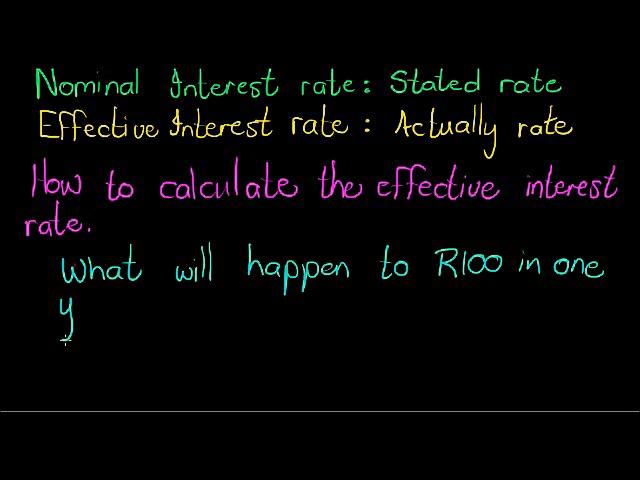 Nominal Interest rate: Stated rate
Effective Interest rate: Actually rate
How to calculate the effective interest
rate.
What will happen to R100 in one
y